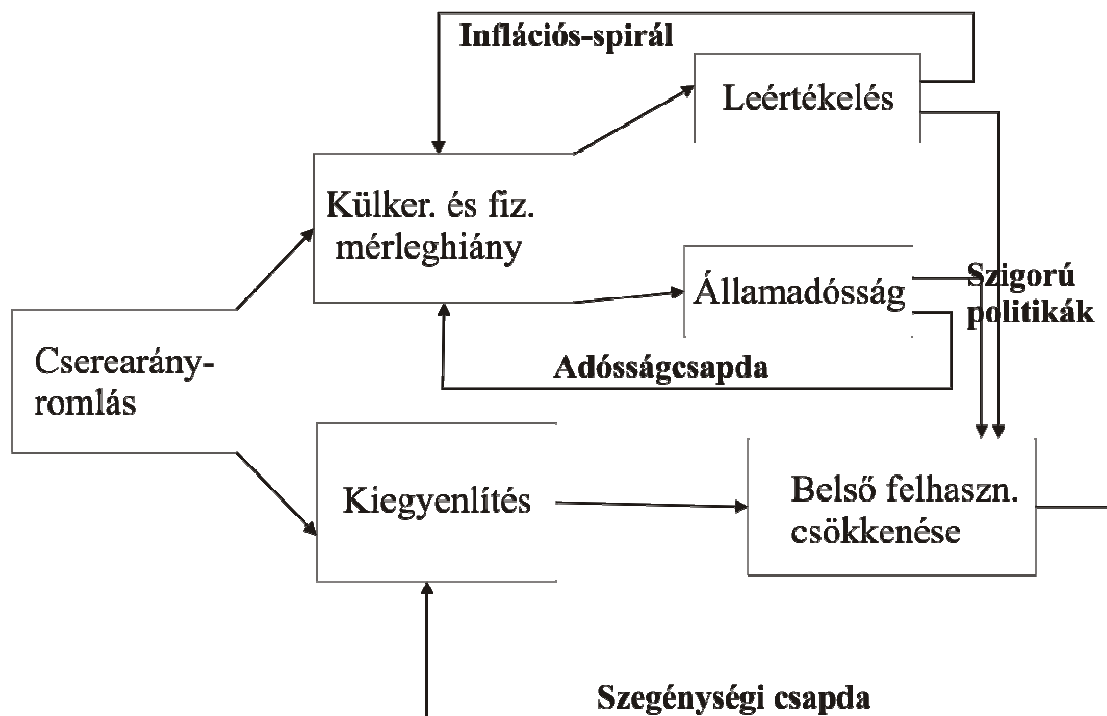 Inflációs-spirál
Leértékelés
Külker. és fiz.
mérleghiány
Államadósság
Szigorú
politikák
Cserearány-
romlás
Adósságcsapda
Kiegyenlítés
Belső felhaszn.
csökkenése
Szegénységi csapda